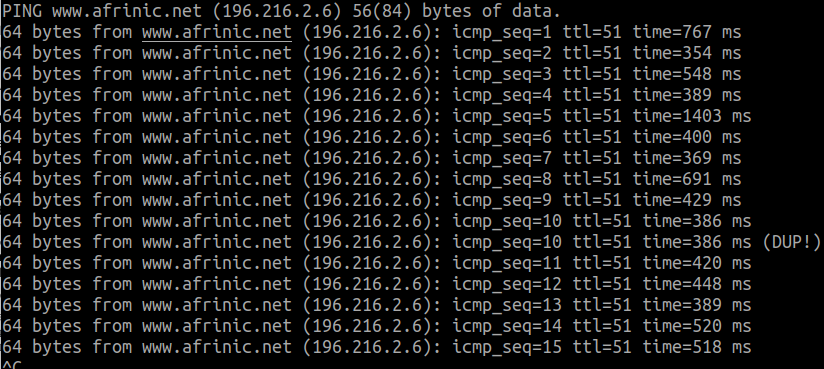 PING www.afrinic.net (196.216.2.6) 56(84) bytes of data.
64 bytes from www.afrinic.net (196.216.2.6): icmp_seq=1 ttl=51 time=767 ms
64 bytes from www.afrinic.net (196.216.2.6): icmp_seq=2 ttl=51 time=354 ms
64 bytes from www.afrinic.net (196.216.2.6): icmp_seq=3 ttl=51 time=548 ms
64 bytes from www.afrinic.net (196.216.2.6): icmp_seq=4 ttl=51 time=389 ms
64 bytes from www.afrinic.net (196.216.2.6): icmp_seq=5 ttl=51 time=1403 ms
64 bytes from www.afrinic.net (196.216.2.6): icmp_seq=6 ttl=51 time=400 ms
64 bytes from www.afrinic.net (196.216.2.6): icmp_seq=7 ttl=51 time=369 ms
64 bytes from www.afrinic.net (196.216.2.6): icmp_seq=8 ttl=51 time=691 ms
64 bytes from www.afrinic.net (196.216.2.6): icmp_seq=9 ttl=51 time=429 ms
64 bytes from www.afrinic.net (196.216.2.6): icmp_seq=10 ttl=51 time=386 ms
64 bytes from www.afrinic.net (196.216.2.6): icmp_seq=10 ttl=51 time=386 ms (DUP!)
64 bytes from www.afrinic.net (196.216.2.6): icmp_seq=11 ttl=51 time=420 ms
64 bytes from www.afrinic.net (196.216.2.6): icmp_seq=12 ttl=51 time=448 ms
64 bytes from www.afrinic.net (196.216.2.6): icmp_seq=13 ttl=51 time=389 ms
64 bytes from www.afrinic.net (196.216.2.6): icmp_seq=14 ttl=51 time=520 ms
64 bytes from www.afrinic.net (196.216.2.6): icmp_seq=15 ttl=51 time=518 ms
^C